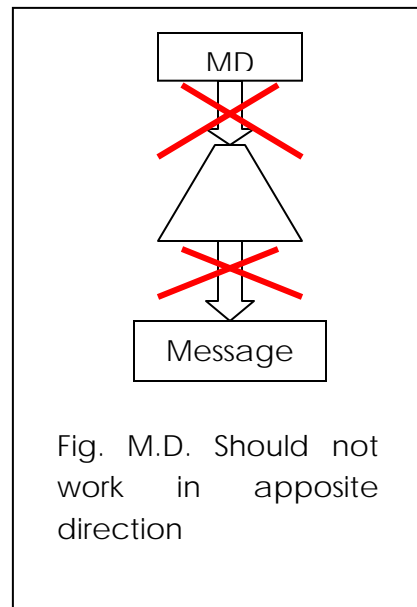 MD
Message
Fig. M.D. Should not
work in apposite
direction